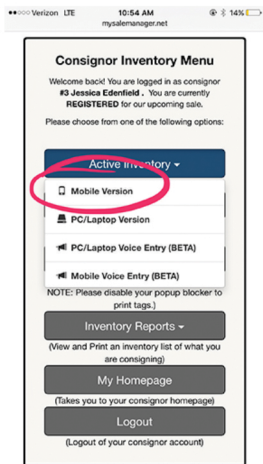 Verizon LTE 10:54 AM 14%
mysalemanager.net
Consignor Inventory Menu
Welcome back! You are logged in as consignor
#3 Jessica Edenfield . You are currently
REGISTERED for our upcoming sale.
Please choose from one of the following options:
Active Inventory
Mobile Version
PC/Laptop Version
PC/Laptop Voice Entry (BETA)
Mobile Voice Entry (BETA)
NOTE: Please disable your popup blocker to
print tags.)
Inventory Reports
(View and Print an inventory list of what you
are consigning)
My Homepage
(Takes you to your consignor homepage)
Logout
(Logout of your consignor account)